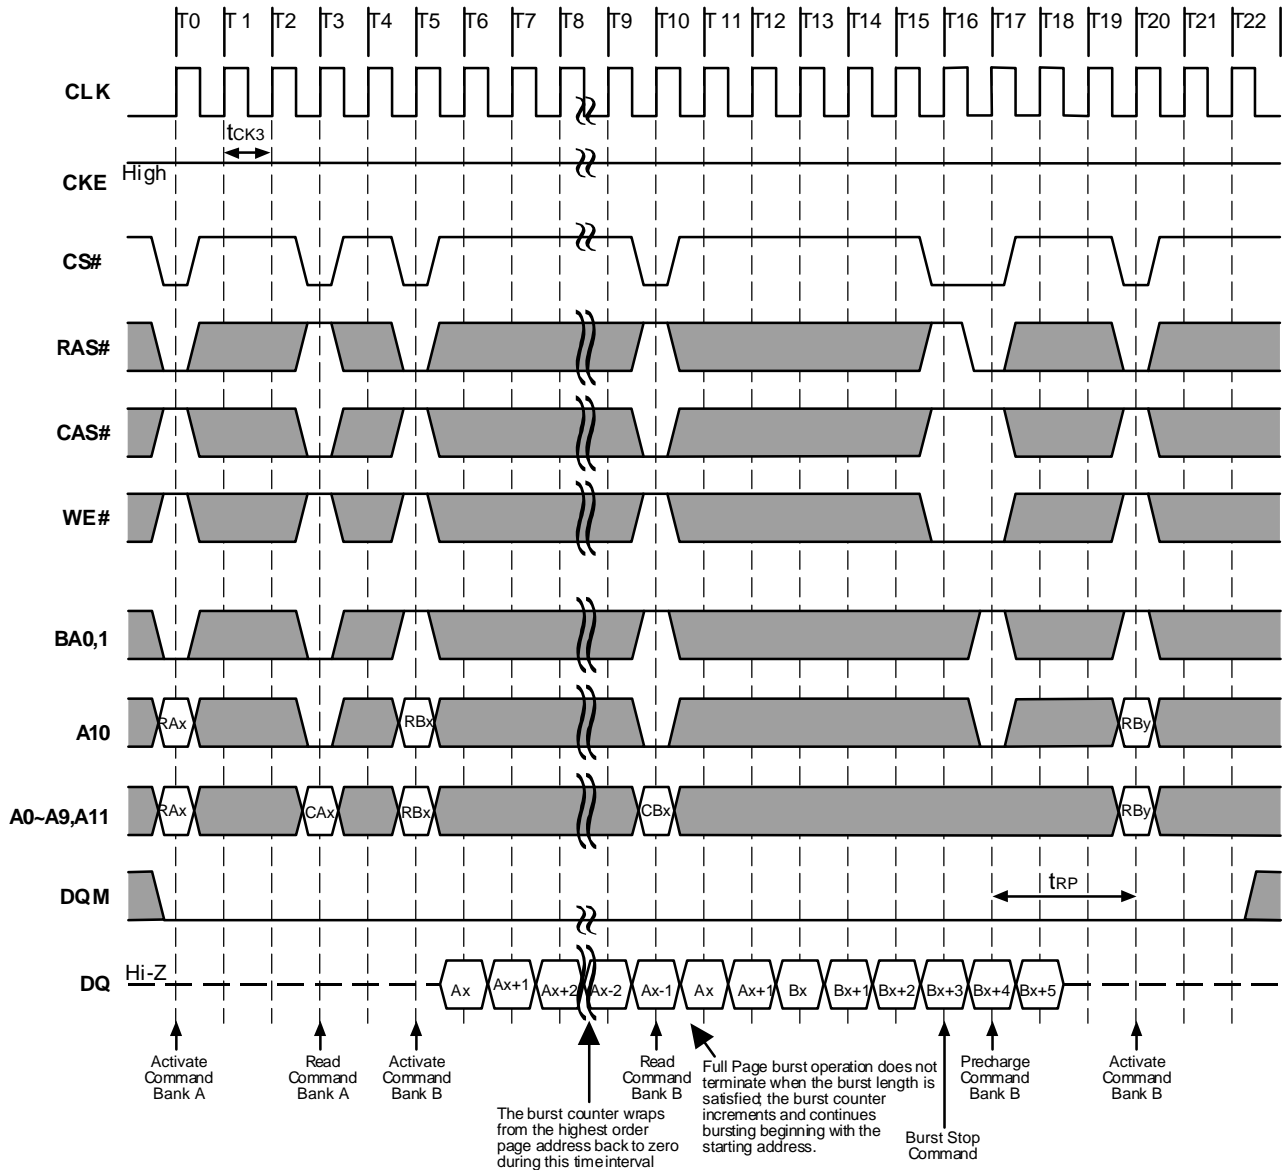 T0 T1 T2 T3 T4 T5 T6 T7 T8 T9 T10 T11 T12 T13 T14 T15 T16 T17 T18 T19 T20 T21 T22
CLK
tCK3
High
CKE
CS#
RAS#
CAS#
WE#
BA0,1
A10
RAx RBx RBy
A0~A9,A11
RAx CAx RBx CBx RBy
DQM
tRP
DQ
Hi-Z
Ax Ax+1 Ax+2 Ax-2 Ax-1 Ax Ax+1 Bx Bx+1 Bx+2 Bx+3 Bx+4 Bx+5
Activate
Command
Bank A
Read
Command
Bank A
Activate
Command
Bank B
The burst counter wraps
from the highest order
page address back to zero
during this time interval
Read
Command
Bank B
Full Page burst operation does not
terminate when the burst length is
satisfied; the burst counter
increments and continues
bursting beginning with the
starting address.
Burst Stop
Command
Precharge
Command
Bank B
Activate
Command
Bank B